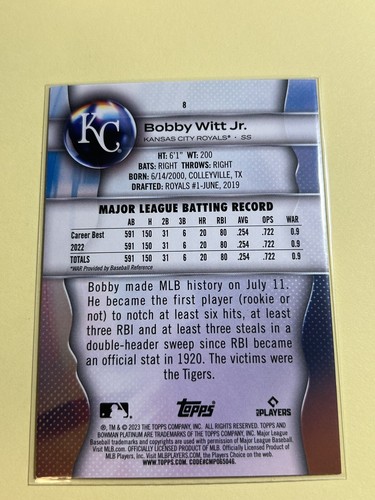 8
KC
Bobby Witt Jr.
KANSAS CITY ROYALS® • SS
HT: 6'1" WT: 200
BATS: RIGHT THROWS: RIGHT
BORN: 6/14/2000, COLLEYVILLE, TX
DRAFTED: ROYALS #1-JUNE, 2019
MAJOR LEAGUE BATTING RECORD
AB H 2B 3B HR RBI AVG OPS WAR
Career Best 591 150 31 6 20 80 .254 .722 0.9
2022 591 150 31 6 20 80 .254 .722 0.9
TOTALS 591 150 31 6 20 80 .254 .722 0.9
*WAR Provided by Baseball Reference
Bobby made MLB history on July 11.
He became the first player (rookie or
not) to notch at least six hits, at least
three RBI and at least three steals in a
double-header sweep since RBI became
an official stat in 1920. The victims were
the Tigers.
TOPPS
PLAYERS
®, TM & © 2023 THE TOPPS COMPANY, INC. ALL RIGHTS RESERVED. TOPPS AND
BOWMAN PLATINUM ARE TRADEMARKS OF THE TOPPS COMPANY, INC. Major League
Baseball trademarks and copyrights are used with permission of Major League Baseball.
Visit MLB.com. OFFICIALLY LICENSED PRODUCT OF MLB. Officially Licensed Product of
MLB Players, Inc. Visit MLBPLAYERS.com, the Players Choice on the web.
WWW.TOPPS.COM. CODE#CMP065046.